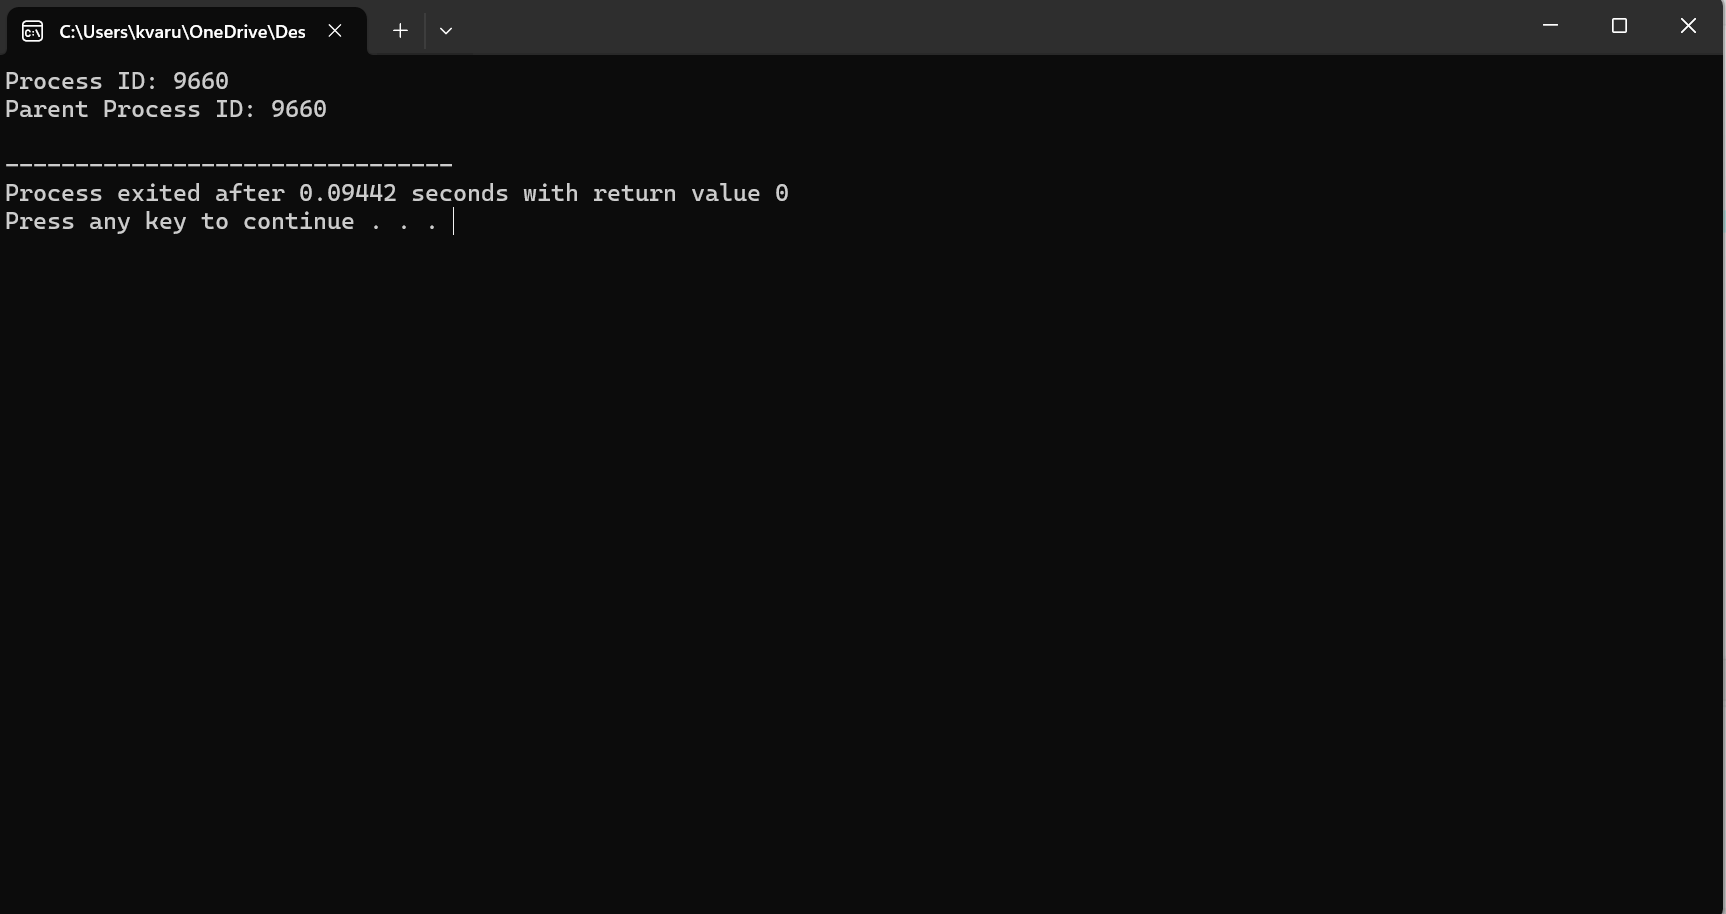 C:\Users\kvaru\OneDrive\Des
Process ID: 9660
Parent Process ID: 9660
--------------------------------
Process exited after 0.09442 seconds with return value 0
Press any key to continue . . .